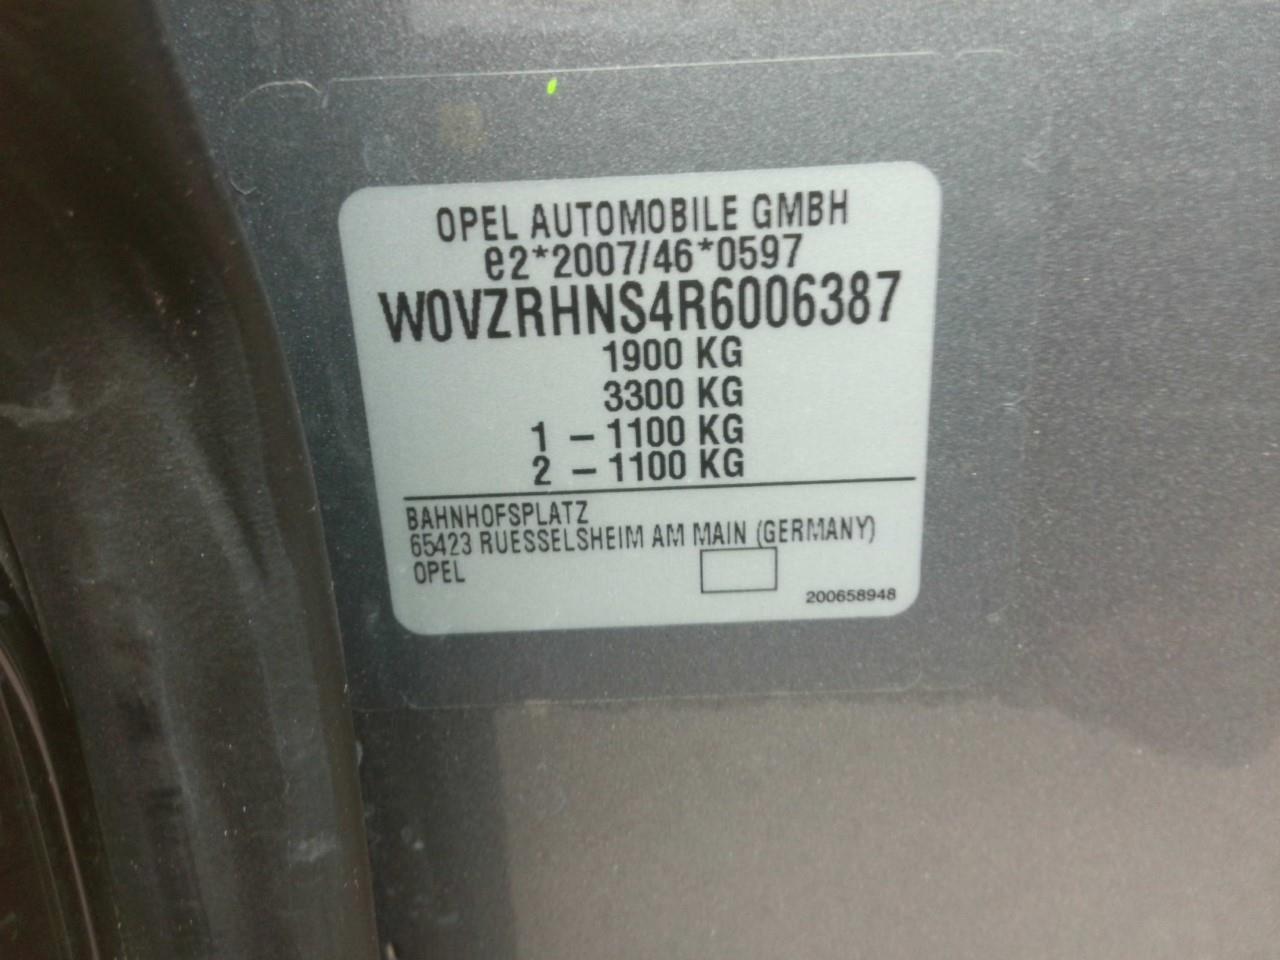 OPEL AUTOMOBILE GMBH
e2*2007/46*0597
W0VZRHNS4R6006387
1900 KG
3300 KG
1 - 1100 KG
2 - 1100 KG
BAHNHOFSPLATZ
65423 RUESSELSHEIM AM MAIN (GERMANY)
OPEL
200658948